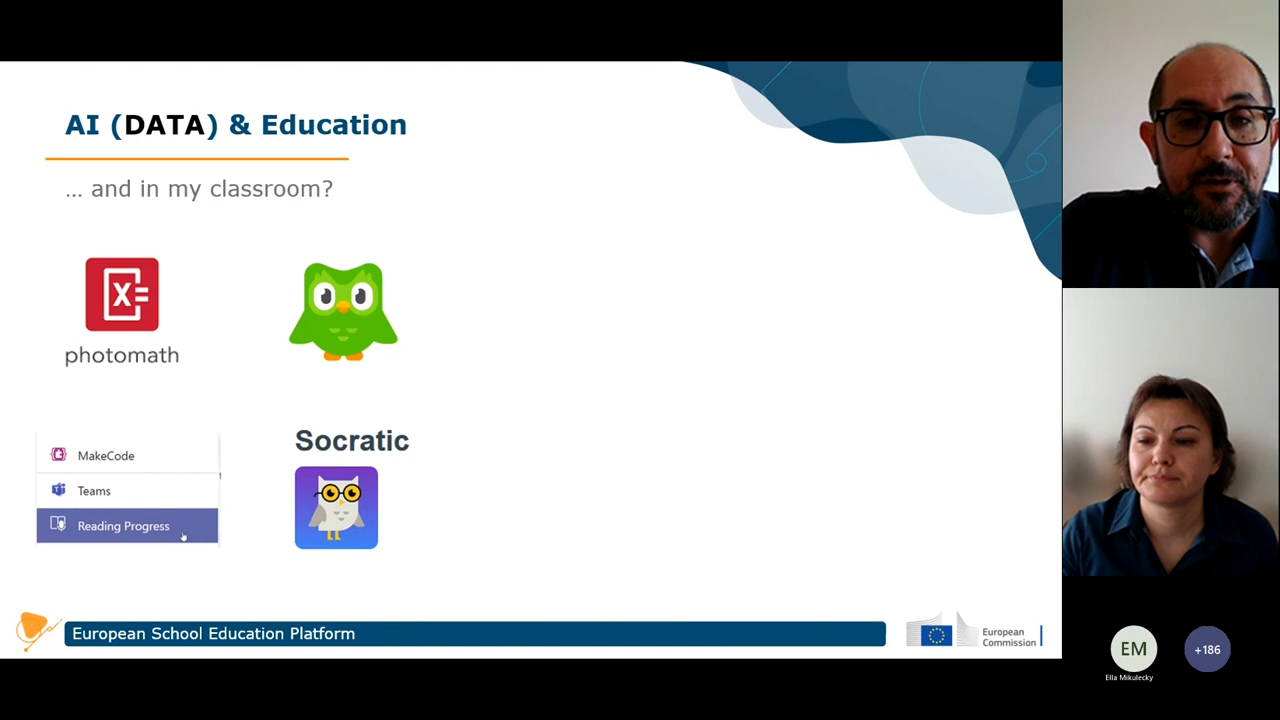 AI (DATA) & Education
... and in my classroom?
photomath
Socratic
MakeCode
Teams
Reading Progress
European School Education Platform
European
Commission
EM
+186
Ella Mikulecky